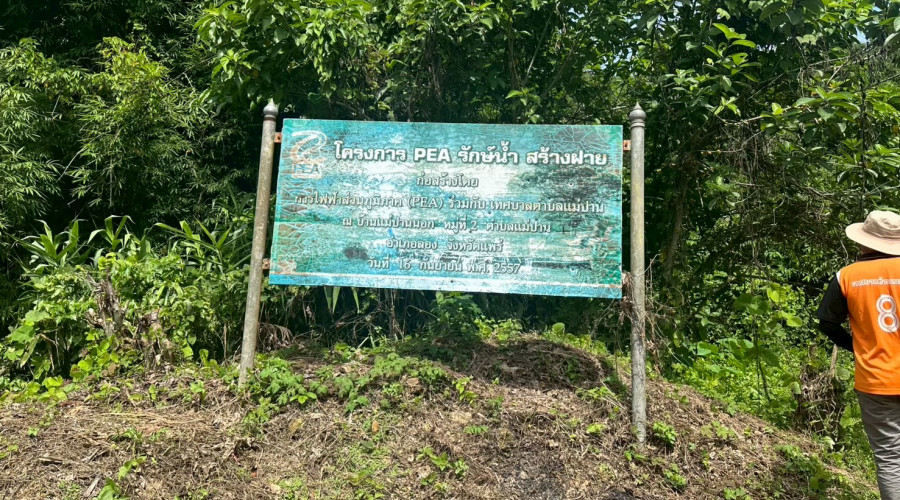 PEA
โครงการ PEA รักษ์น้ำ สร้างฝาย
ก่อสร้างโดย
การไฟฟ้าส่วนภูมิภาค (PEA) ร่วมกับ เทศบาลตำบลแม่ปาน
ณ บ้านแม่ปานนอก หมู่ที่ 2 ตำบลแม่ปาน
อำเภอลอง จังหวัดแพร่
วันที่ 16 กันยายน พ.ศ. 2557
8